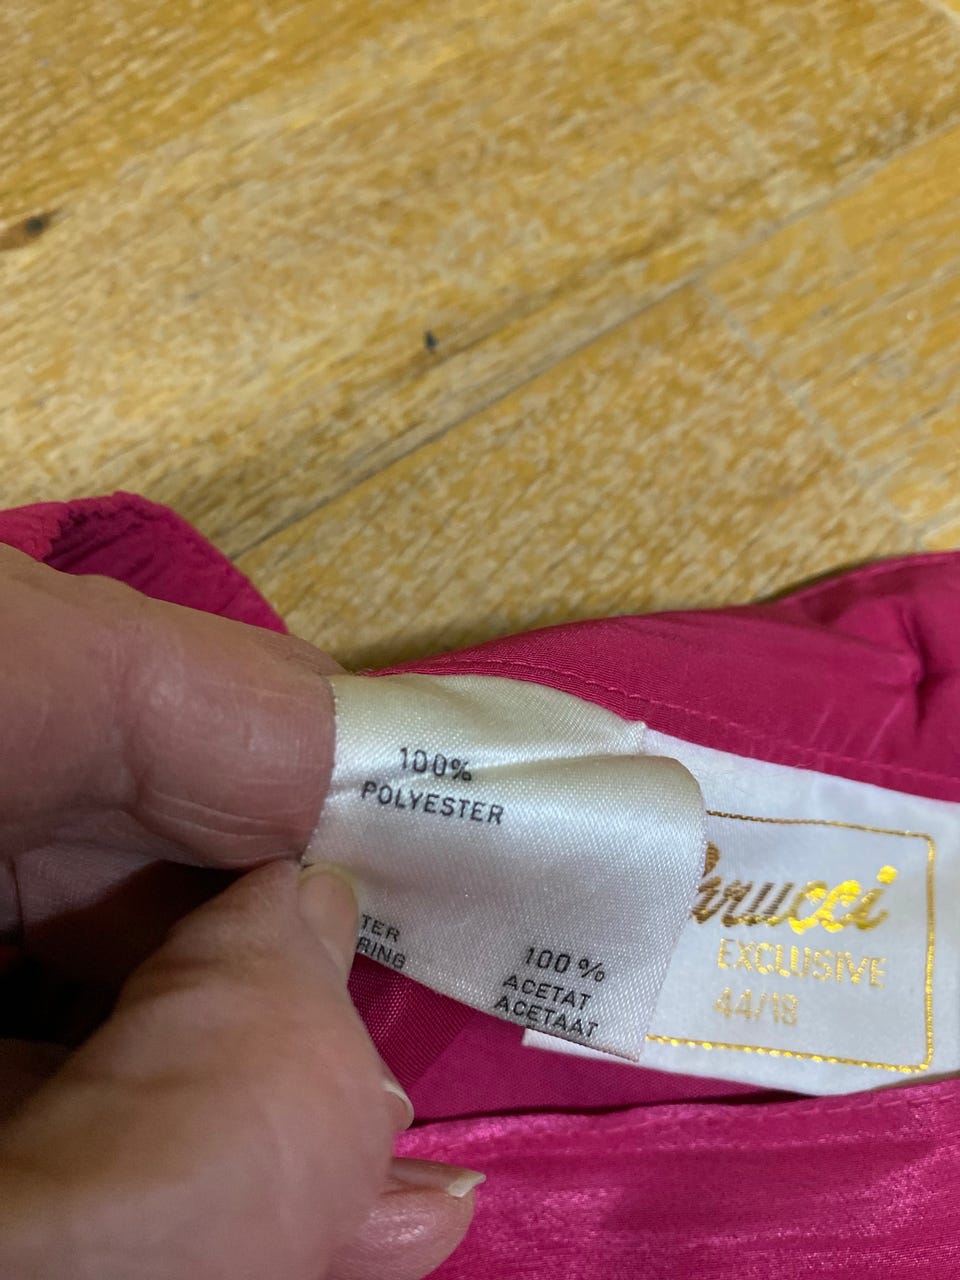 100%
POLYESTER
TER
RING
100%
ACETAT
ACETAAT
EXCLUSIVE
44/18